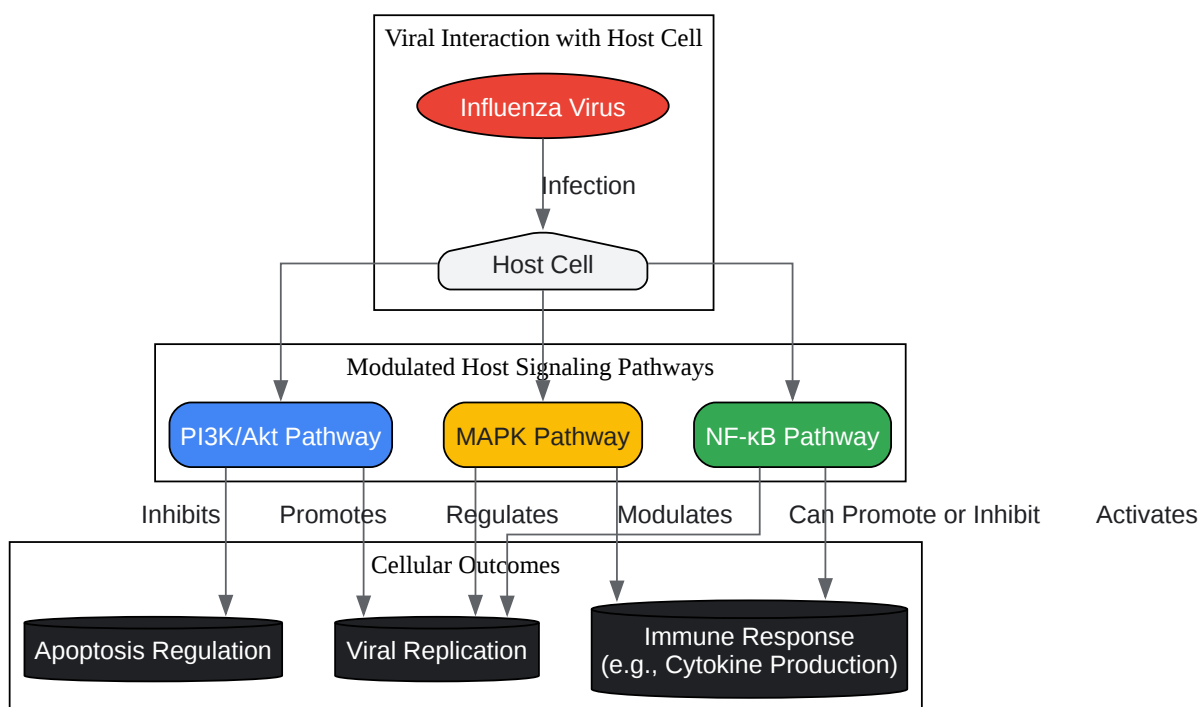 Viral Interaction with Host Cell
Influenza Virus
Infection
Host Cell
Modulated Host Signaling Pathways
PI3K/Akt Pathway
MAPK Pathway
NF-κB Pathway
Inhibits
Promotes
Regulates
Modulates
Can Promote or Inhibit
Activates
Cellular Outcomes
Apoptosis Regulation
Viral Replication
Immune Response
(e.g., Cytokine Production)